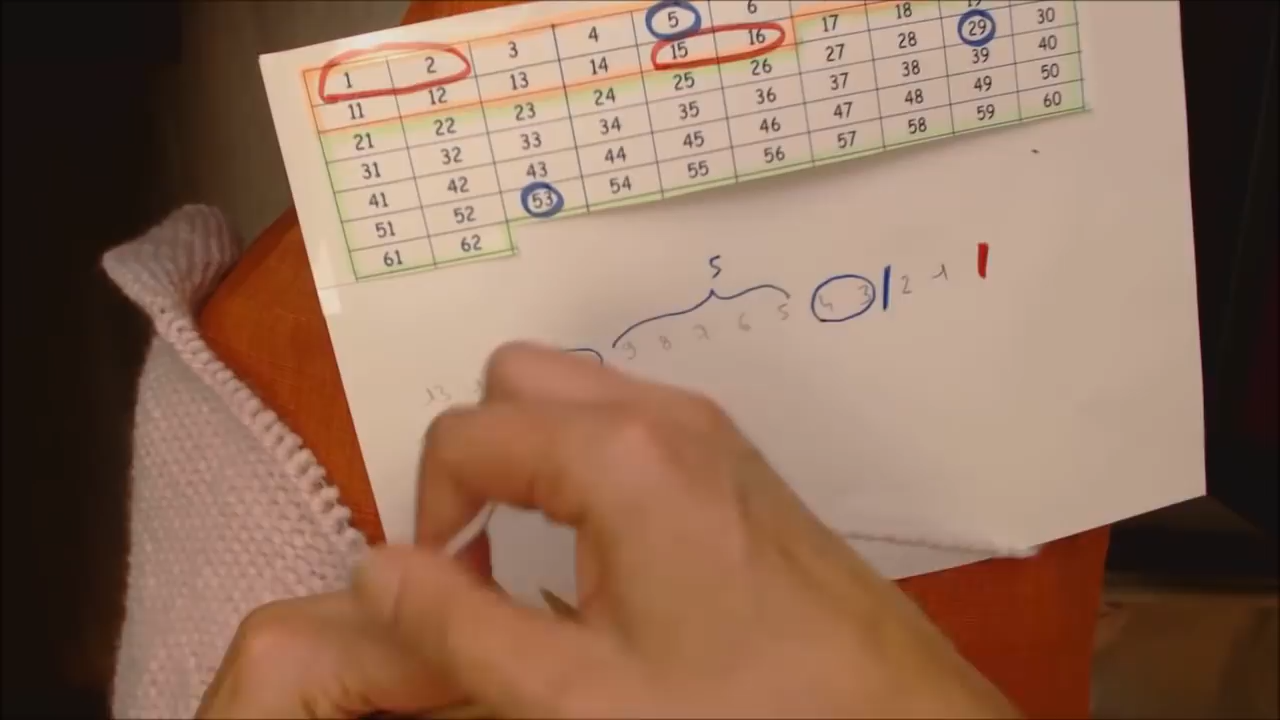 5 6 17 18 19 30
1 2 3 4 15 16 27 28 29 40
11 12 13 14 25 26 37 38 39 50
21 22 23 24 35 36 47 48 49 60
31 32 33 34 45 46 57 58 59
41 42 43 44 55 56
51 52 53 54
61 62
5
9 8 7 6 5 4 3 2 1
13